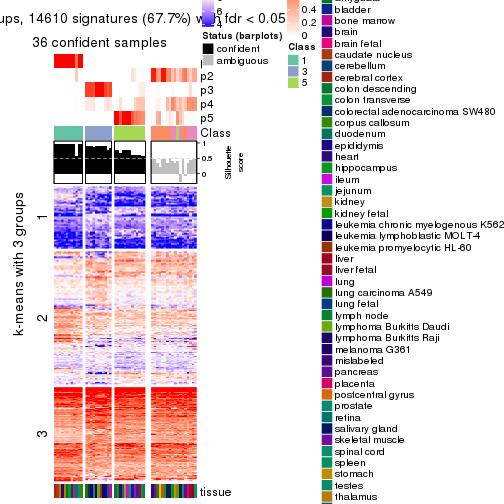 ups, 14610 signatures (67.7%) with fdr < 0.05
36 confident samples
p2
p3
p4
p5
Class
1
0.5
0
Silhouette
score
k-means with 3 groups
1
2
3
tissue
4
6
Status (barplots)
confident
ambiguous
0.4
0.2
0
Class
1
3
5
bladder
bone marrow
brain
brain fetal
caudate nucleus
cerebellum
cerebral cortex
colon descending
colon transverse
colorectal adenocarcinoma SW480
corpus callosum
duodenum
epididymis
heart
hippocampus
ileum
jejunum
kidney
kidney fetal
leukemia chronic myelogenous K562
leukemia lymphoblastic MOLT-4
leukemia promyelocytic HL-60
liver
liver fetal
lung
lung carcinoma A549
lung fetal
lymph node
lymphoma Burkitts Daudi
lymphoma Burkitts Raji
melanoma G361
mislabeled
pancreas
placenta
postcentral gyrus
prostate
retina
salivary gland
skeletal muscle
spinal cord
spleen
stomach
testes
thalamus